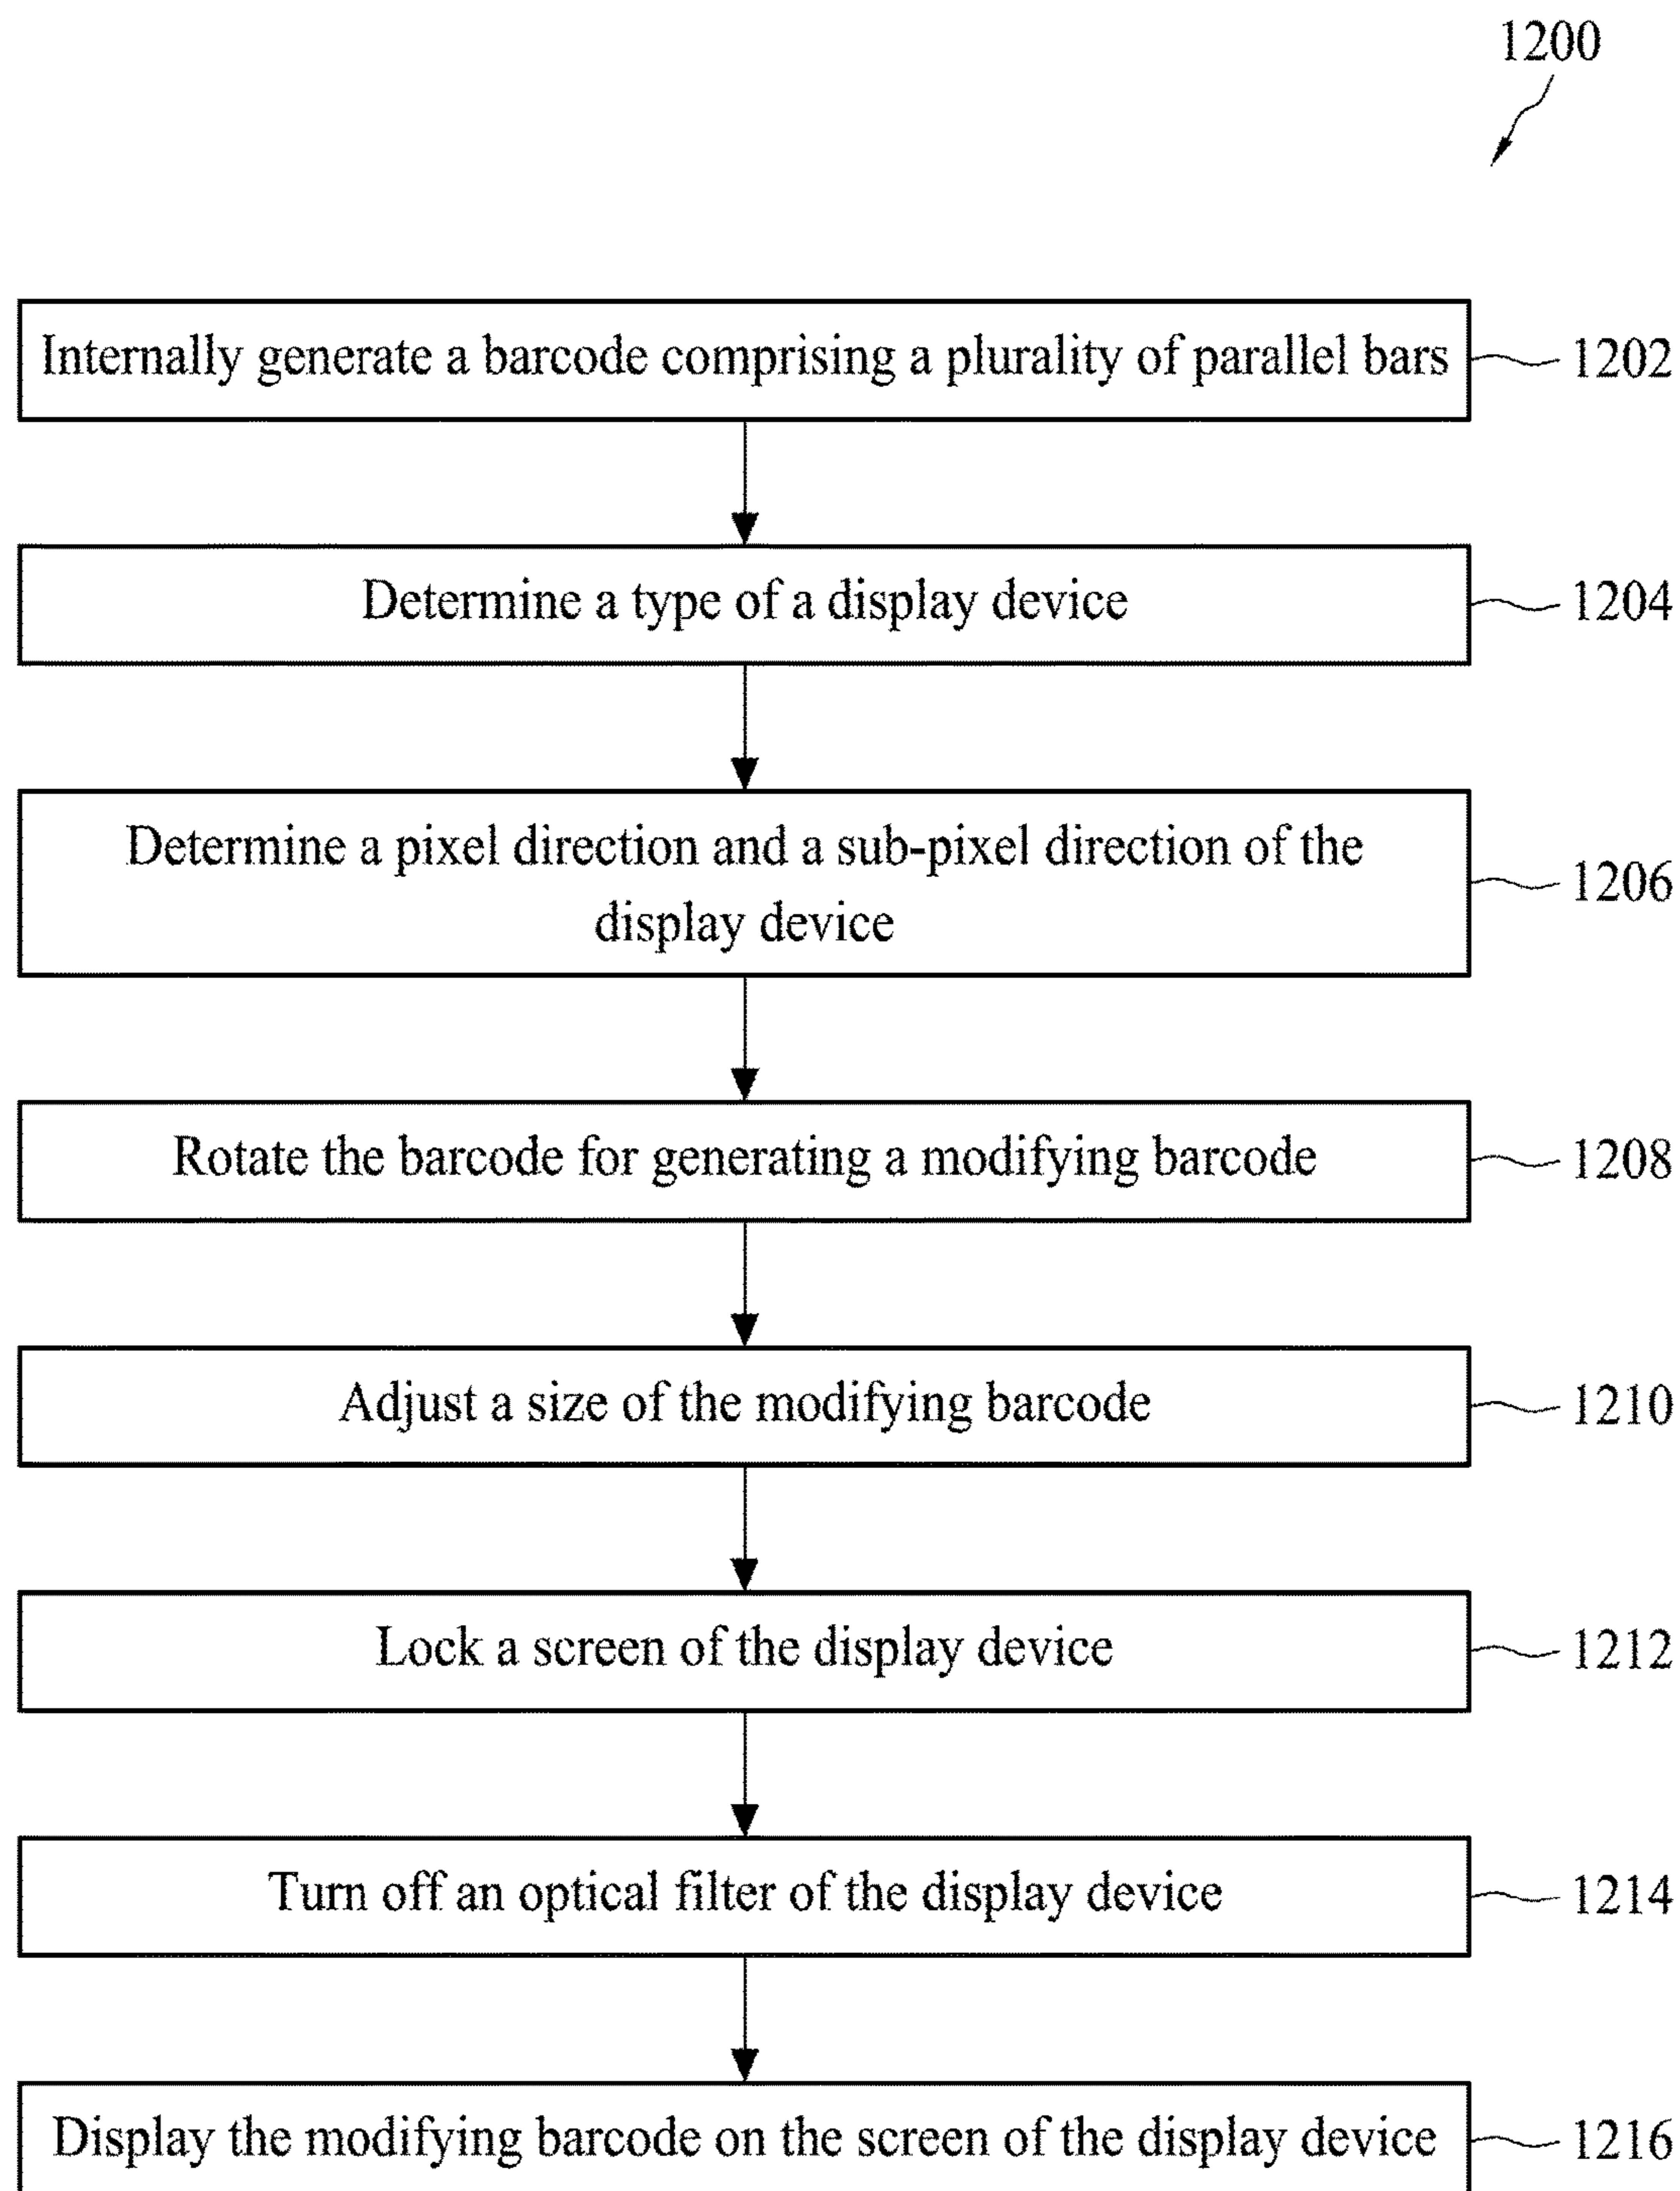 1200
Internally generate a barcode comprising a plurality of parallel bars
1202
Determine a type of a display device
1204
Determine a pixel direction and a sub-pixel direction of the
display device
1206
Rotate the barcode for generating a modifying barcode
1208
Adjust a size of the modifying barcode
1210
Lock a screen of the display device
1212
Turn off an optical filter of the display device
1214
Display the modifying barcode on the screen of the display device
1216